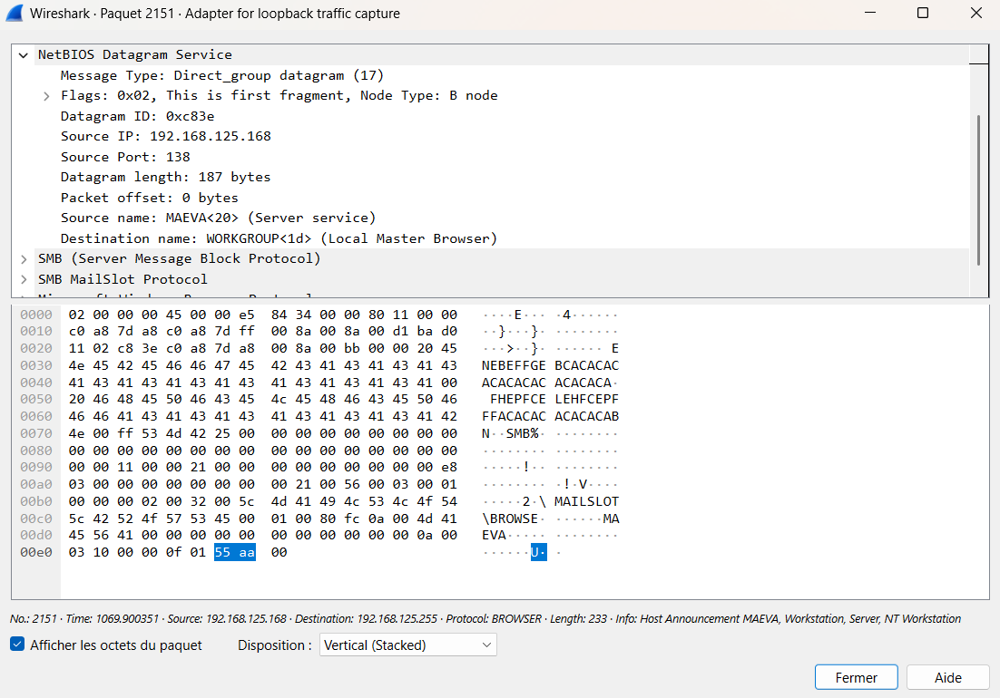 Wireshark · Paquet 2151 · Adapter for loopback traffic capture
NetBIOS Datagram Service
Message Type: Direct_group datagram (17)
Flags: 0x02, This is first fragment, Node Type: B node
Datagram ID: 0xc83e
Source IP: 192.168.125.168
Source Port: 138
Datagram length: 187 bytes
Packet offset: 0 bytes
Source name: MAEVA<20> (Server service)
Destination name: WORKGROUP<1d> (Local Master Browser)
SMB (Server Message Block Protocol)
SMB MailSlot Protocol
0000 02 00 00 00 45 00 00 e5 84 34 00 00 80 11 00 00 ····E··· ·4······
0010 c0 a8 7d a8 c0 a8 7d ff 00 8a 00 8a 00 d1 ba d0 ··}···}· ········
0020 11 02 c8 3e c0 a8 7d a8 00 8a 00 bb 00 00 20 45 ···>··}· ······ E
0030 4e 45 42 45 46 46 47 45 42 43 41 43 41 43 41 43 NEBEFFGE BCACACAC
0040 41 43 41 43 41 43 41 43 41 43 41 43 41 43 41 00 ACACACAC ACACACA·
0050 20 46 48 45 50 46 43 45 4c 45 48 46 43 45 50 46 FHEPFCE LEHFCEPF
0060 46 46 41 43 41 43 41 43 41 43 41 43 41 43 41 42 FFACACAC ACACACAB
0070 4e 00 ff 53 4d 42 25 00 00 00 00 00 00 00 00 00 N··SMB%· ········
0080 00 00 00 00 00 00 00 00 00 00 00 00 00 00 00 00 ········ ········
0090 00 00 11 00 00 21 00 00 00 00 00 00 00 00 00 e8 ·····!·· ········
00a0 03 00 00 00 00 00 00 00 00 21 00 56 00 03 00 01 ········ ·!·V····
00b0 00 00 00 02 00 32 00 5c 4d 41 49 4c 53 4c 4f 54 ·····2·\ MAILSLOT
00c0 5c 42 52 4f 57 53 45 00 01 00 80 fc 0a 00 4d 41 \BROWSE· ······MA
00d0 45 56 41 00 00 00 00 00 00 00 00 00 00 00 0a 00 EVA····· ········
00e0 03 10 00 00 0f 01 55 aa 00 ······U· ·
No.: 2151 · Time: 1069.900351 · Source: 192.168.125.168 · Destination: 192.168.125.255 · Protocol: BROWSER · Length: 233 · Info: Host Announcement MAEVA, Workstation, Server, NT Workstation
Afficher les octets du paquet Disposition : Vertical (Stacked)
Fermer Aide